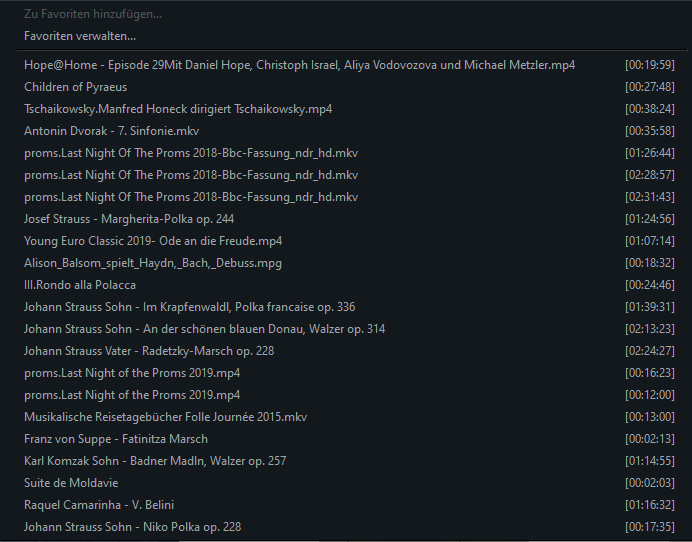 Zu Favoriten hinzufügen...
Favoriten verwalten...
Hope@Home - Episode 29Mit Daniel Hope, Christoph Israel, Aliya Vodovozova und Michael Metzler.mp4 [00:19:59]
Children of Pyraeus [00:27:48]
Tschaikowsky.Manfred Honeck dirigiert Tschaikowsky.mp4 [00:38:24]
Antonin Dvorak - 7. Sinfonie.mkv [00:35:58]
proms.Last Night Of The Proms 2018-Bbc-Fassung_ndr_hd.mkv [01:26:44]
proms.Last Night Of The Proms 2018-Bbc-Fassung_ndr_hd.mkv [02:28:57]
proms.Last Night Of The Proms 2018-Bbc-Fassung_ndr_hd.mkv [02:31:43]
Josef Strauss - Margherita-Polka op. 244 [01:24:56]
Young Euro Classic 2019- Ode an die Freude.mp4 [01:07:14]
Alison_Balsom_spielt_Haydn,_Bach,_Debuss.mpg [00:18:32]
III.Rondo alla Polacca [00:24:46]
Johann Strauss Sohn - Im Krapfenwaldl, Polka francaise op. 336 [01:39:31]
Johann Strauss Sohn - An der schönen blauen Donau, Walzer op. 314 [02:13:23]
Johann Strauss Vater - Radetzky-Marsch op. 228 [02:24:27]
proms.Last Night of the Proms 2019.mp4 [00:16:23]
proms.Last Night of the Proms 2019.mp4 [00:12:00]
Musikalische Reisetagebücher Folle Journée 2015.mkv [00:13:00]
Franz von Suppe - Fatinitza Marsch [00:02:13]
Karl Komzak Sohn - Badner Madln, Walzer op. 257 [01:14:55]
Suite de Moldavie [00:02:03]
Raquel Camarinha - V. Belini [01:16:32]
Johann Strauss Sohn - Niko Polka op. 228 [00:17:35]